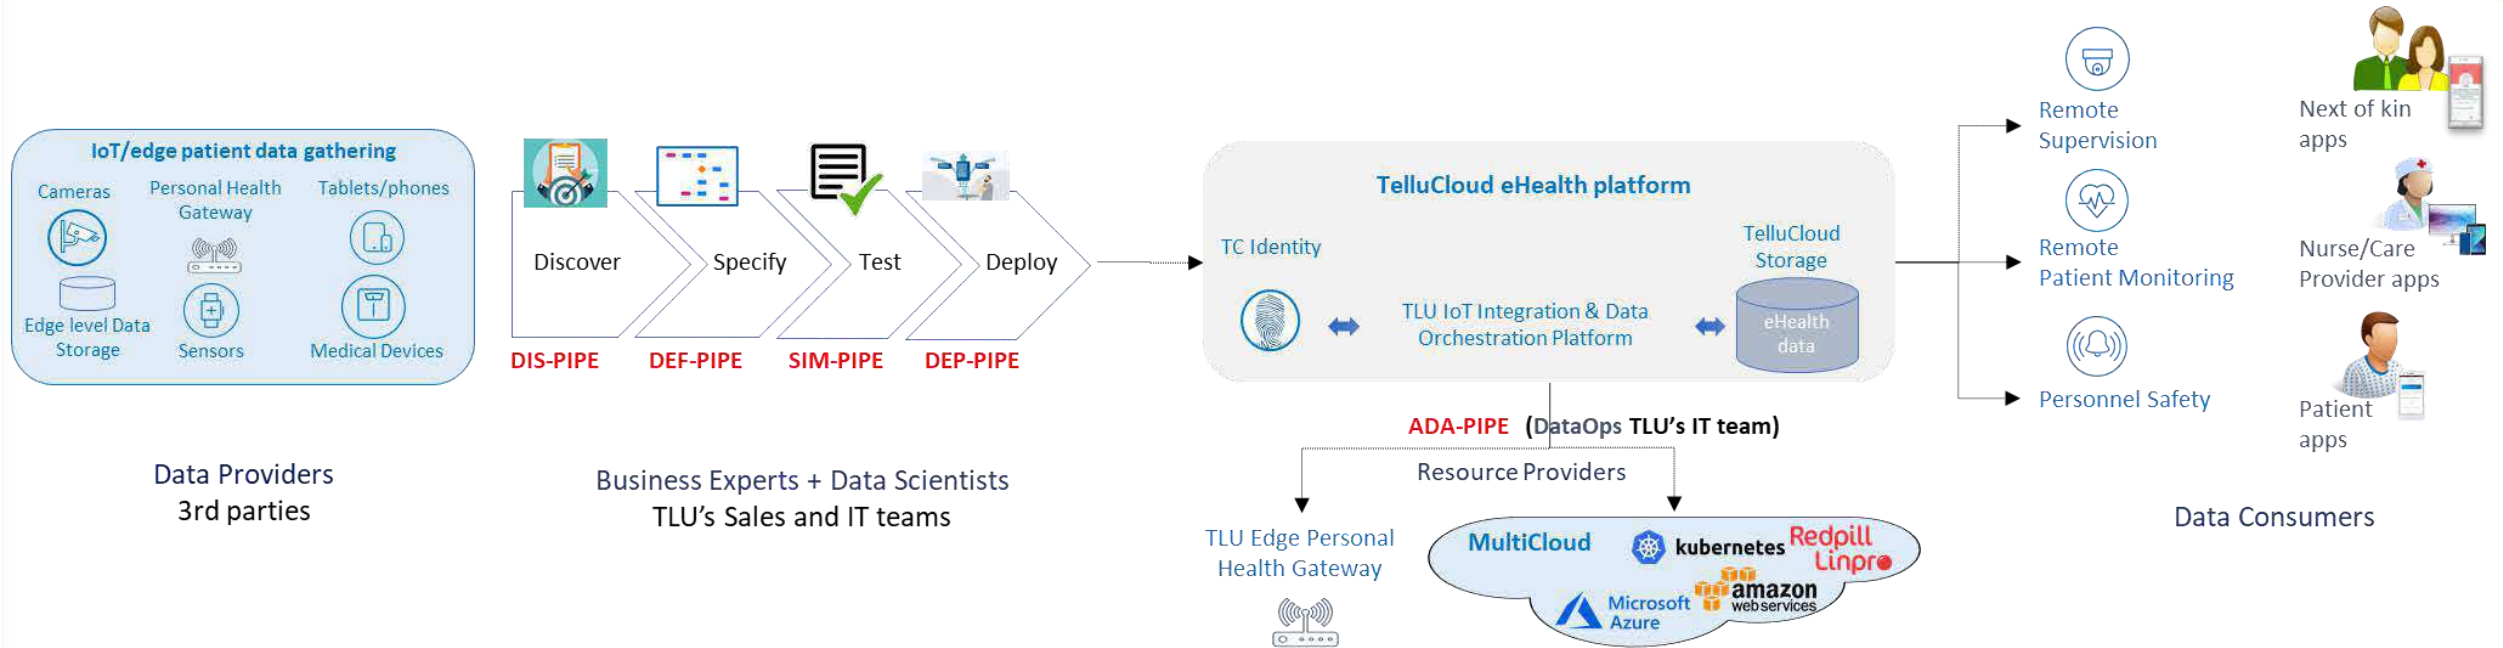 IoT/edge patient data gathering
Cameras
Personal Health
Gateway
Tablets/phones
Edge level Data
Storage
Sensors
Medical Devices
Data Providers
3rd parties
Discover
Specify
Test
Deploy
DIS-PIPE
DEF-PIPE
SIM-PIPE
DEP-PIPE
Business Experts + Data Scientists
TLU's Sales and IT teams
TelluCloud eHealth platform
TC Identity
TLU IoT Integration & Data
Orchestration Platform
TelluCloud
Storage
eHealth
data
ADA-PIPE (DataOps TLU's IT team)
Resource Providers
TLU Edge Personal
Health Gateway
MultiCloud
kubernetes
Redpill
Linpro
Microsoft
Azure
amazon
webservices
Remote
Supervision
Remote
Patient Monitoring
Personnel Safety
Next of kin
apps
Nurse/Care
Provider apps
Patient
apps
Data Consumers